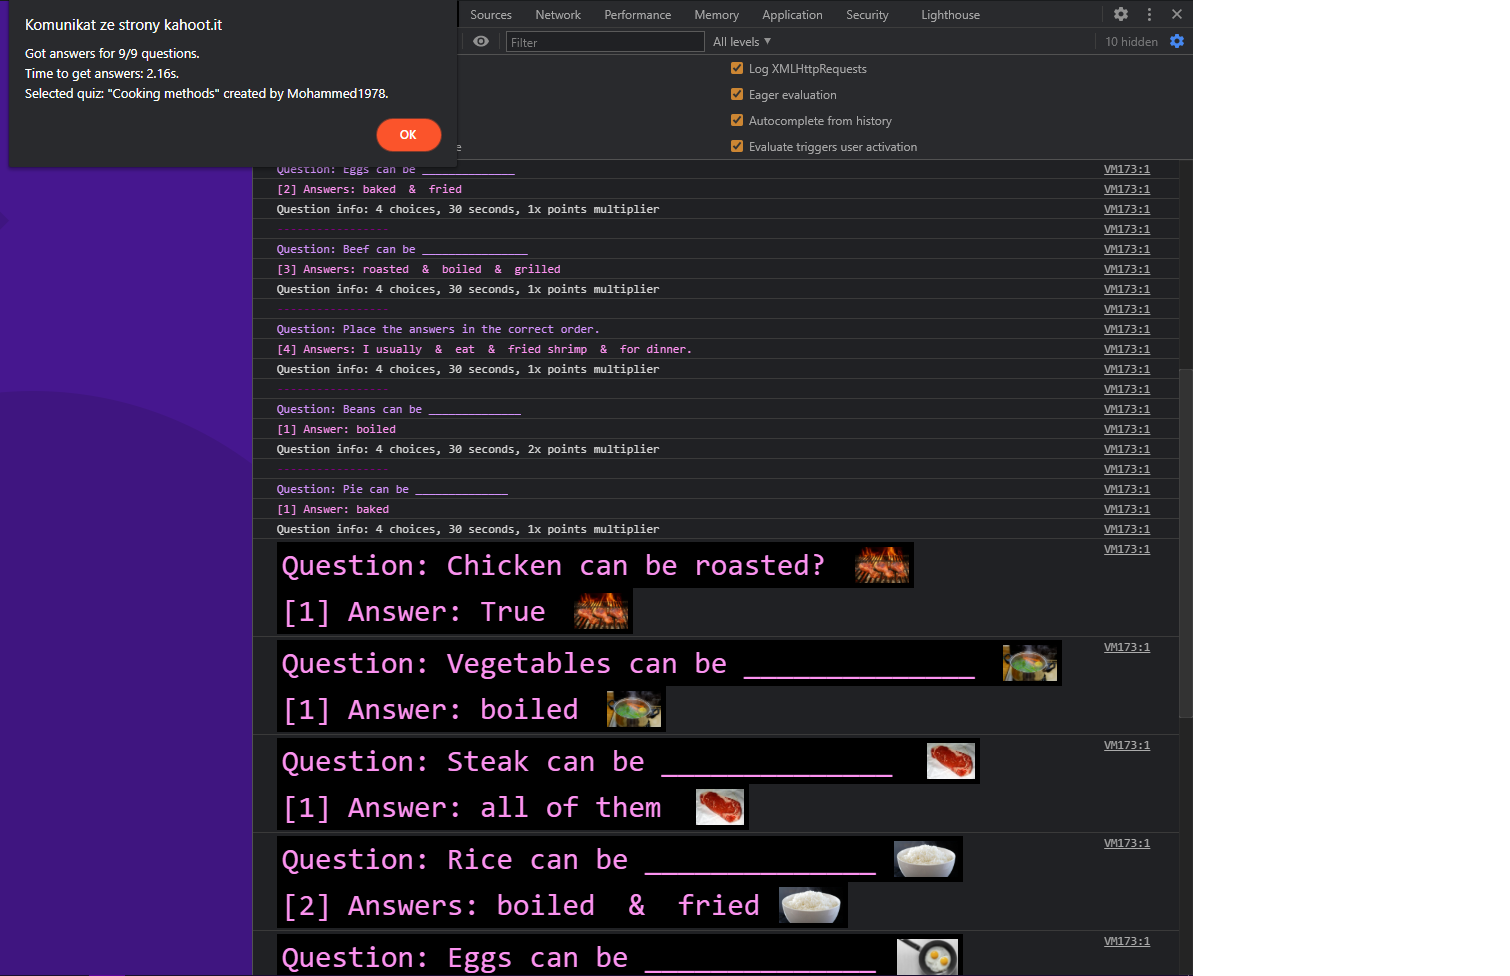 Komunikat ze strony kahoot.it
Got answers for 9/9 questions.
Time to get answers: 2.16s.
Selected quiz: "Cooking methods" created by Mohammed1978.
OK
Sources Network Performance Memory Application Security Lighthouse
Filter All levels ▼ 10 hidden
Log XMLHttpRequests
Eager evaluation
Autocomplete from history
e Evaluate triggers user activation
Question: Eggs can be ______________ VM173:1
[2] Answers: baked & fried VM173:1
Question info: 4 choices, 30 seconds, 1x points multiplier VM173:1
----------------- VM173:1
Question: Beef can be ________________ VM173:1
[3] Answers: roasted & boiled & grilled VM173:1
Question info: 4 choices, 30 seconds, 1x points multiplier VM173:1
----------------- VM173:1
Question: Place the answers in the correct order. VM173:1
[4] Answers: I usually & eat & fried shrimp & for dinner. VM173:1
Question info: 4 choices, 30 seconds, 1x points multiplier VM173:1
----------------- VM173:1
Question: Beans can be ______________ VM173:1
[1] Answer: boiled VM173:1
Question info: 4 choices, 30 seconds, 2x points multiplier VM173:1
----------------- VM173:1
Question: Pie can be ______________ VM173:1
[1] Answer: baked VM173:1
Question info: 4 choices, 30 seconds, 1x points multiplier VM173:1
Question: Chicken can be roasted? VM173:1
[1] Answer: True
Question: Vegetables can be ______________ VM173:1
[1] Answer: boiled
Question: Steak can be ______________ VM173:1
[1] Answer: all of them
Question: Rice can be ______________ VM173:1
[2] Answers: boiled & fried
Question: Eggs can be ______________ VM173:1